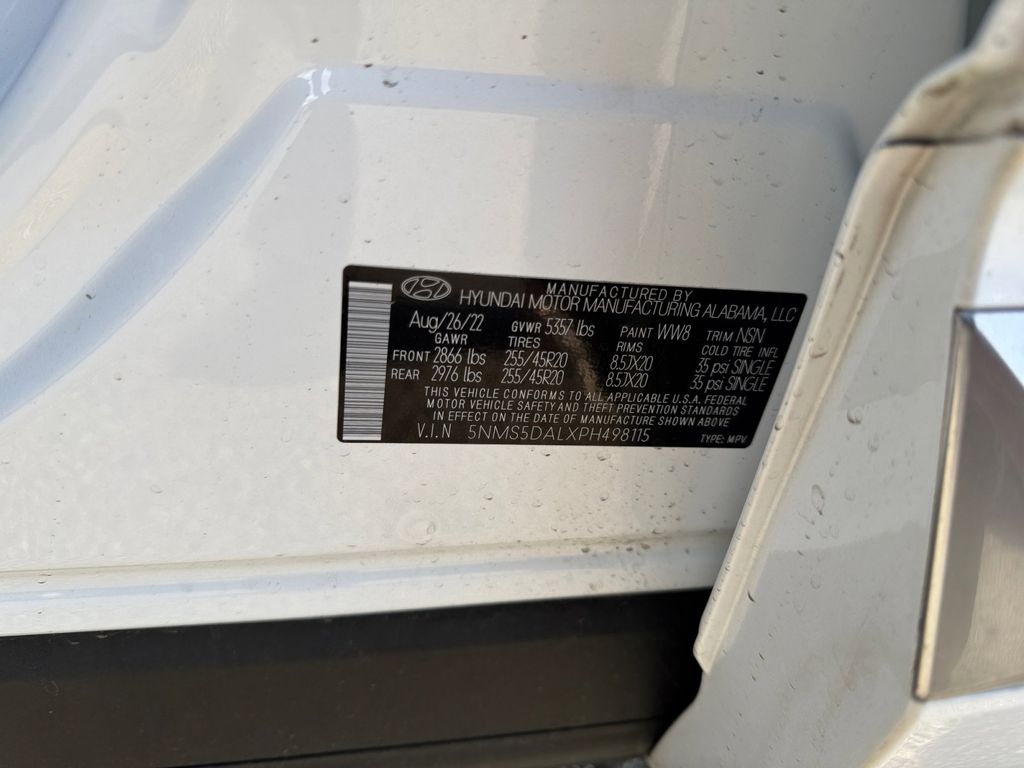 MANUFACTURED BY
HYUNDAI MOTOR MANUFACTURING ALABAMA, LLC
Aug/26/22 GVWR 5357 lbs PAINT WW8 TRIM NSN
GAWR TIRES RIMS COLD TIRE INFL
FRONT 2866 lbs 255/45R20 8.5JX20 35 psi SINGLE
REAR 2976 lbs 255/45R20 8.5JX20 35 psi SINGLE
THIS VEHICLE CONFORMS TO ALL APPLICABLE U.S.A. FEDERAL
MOTOR VEHICLE SAFETY AND THEFT PREVENTION STANDARDS
IN EFFECT ON THE DATE OF MANUFACTURE SHOWN ABOVE
V.I.N 5NMS5DALXPH498115 TYPE: MPV